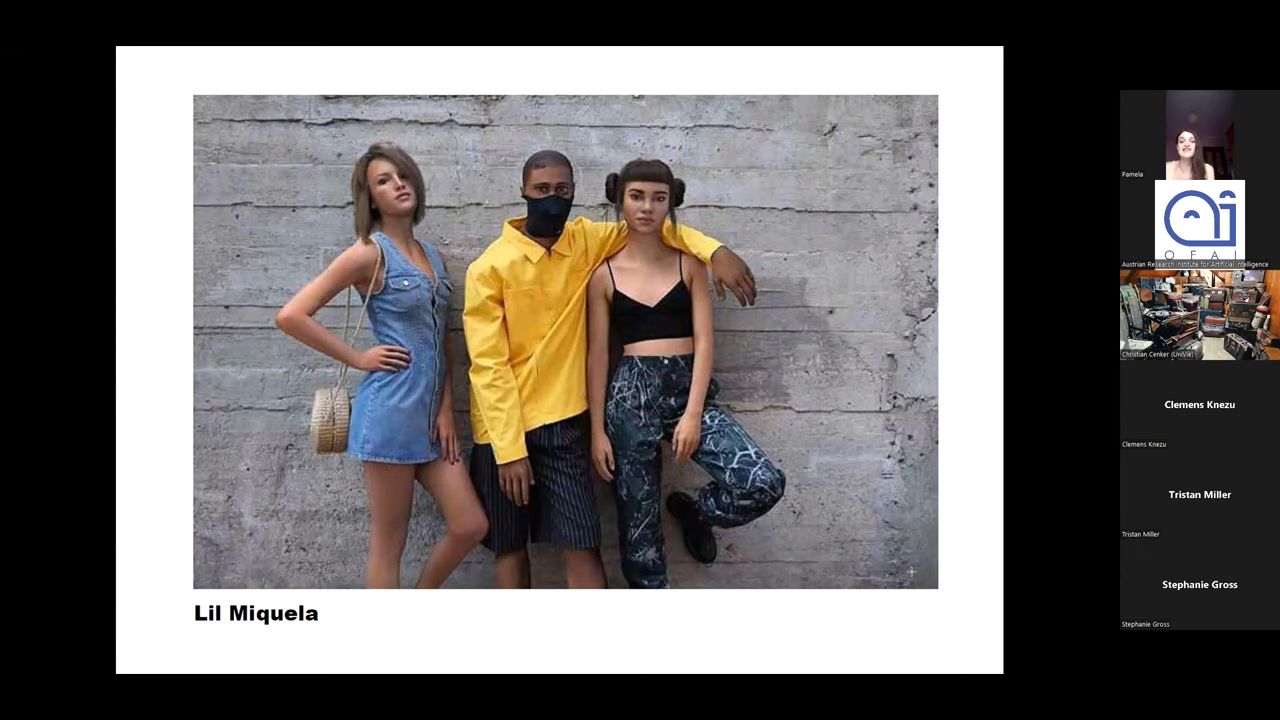 Lil Miquela
Pamela
OFAI
Austrian Research Institute for Artificial Intelligence
Christian Cenker (UniVie)
Clemens Knezu
Clemens Knezu
Tristan Miller
Tristan Miller
Stephanie Gross
Stephanie Gross